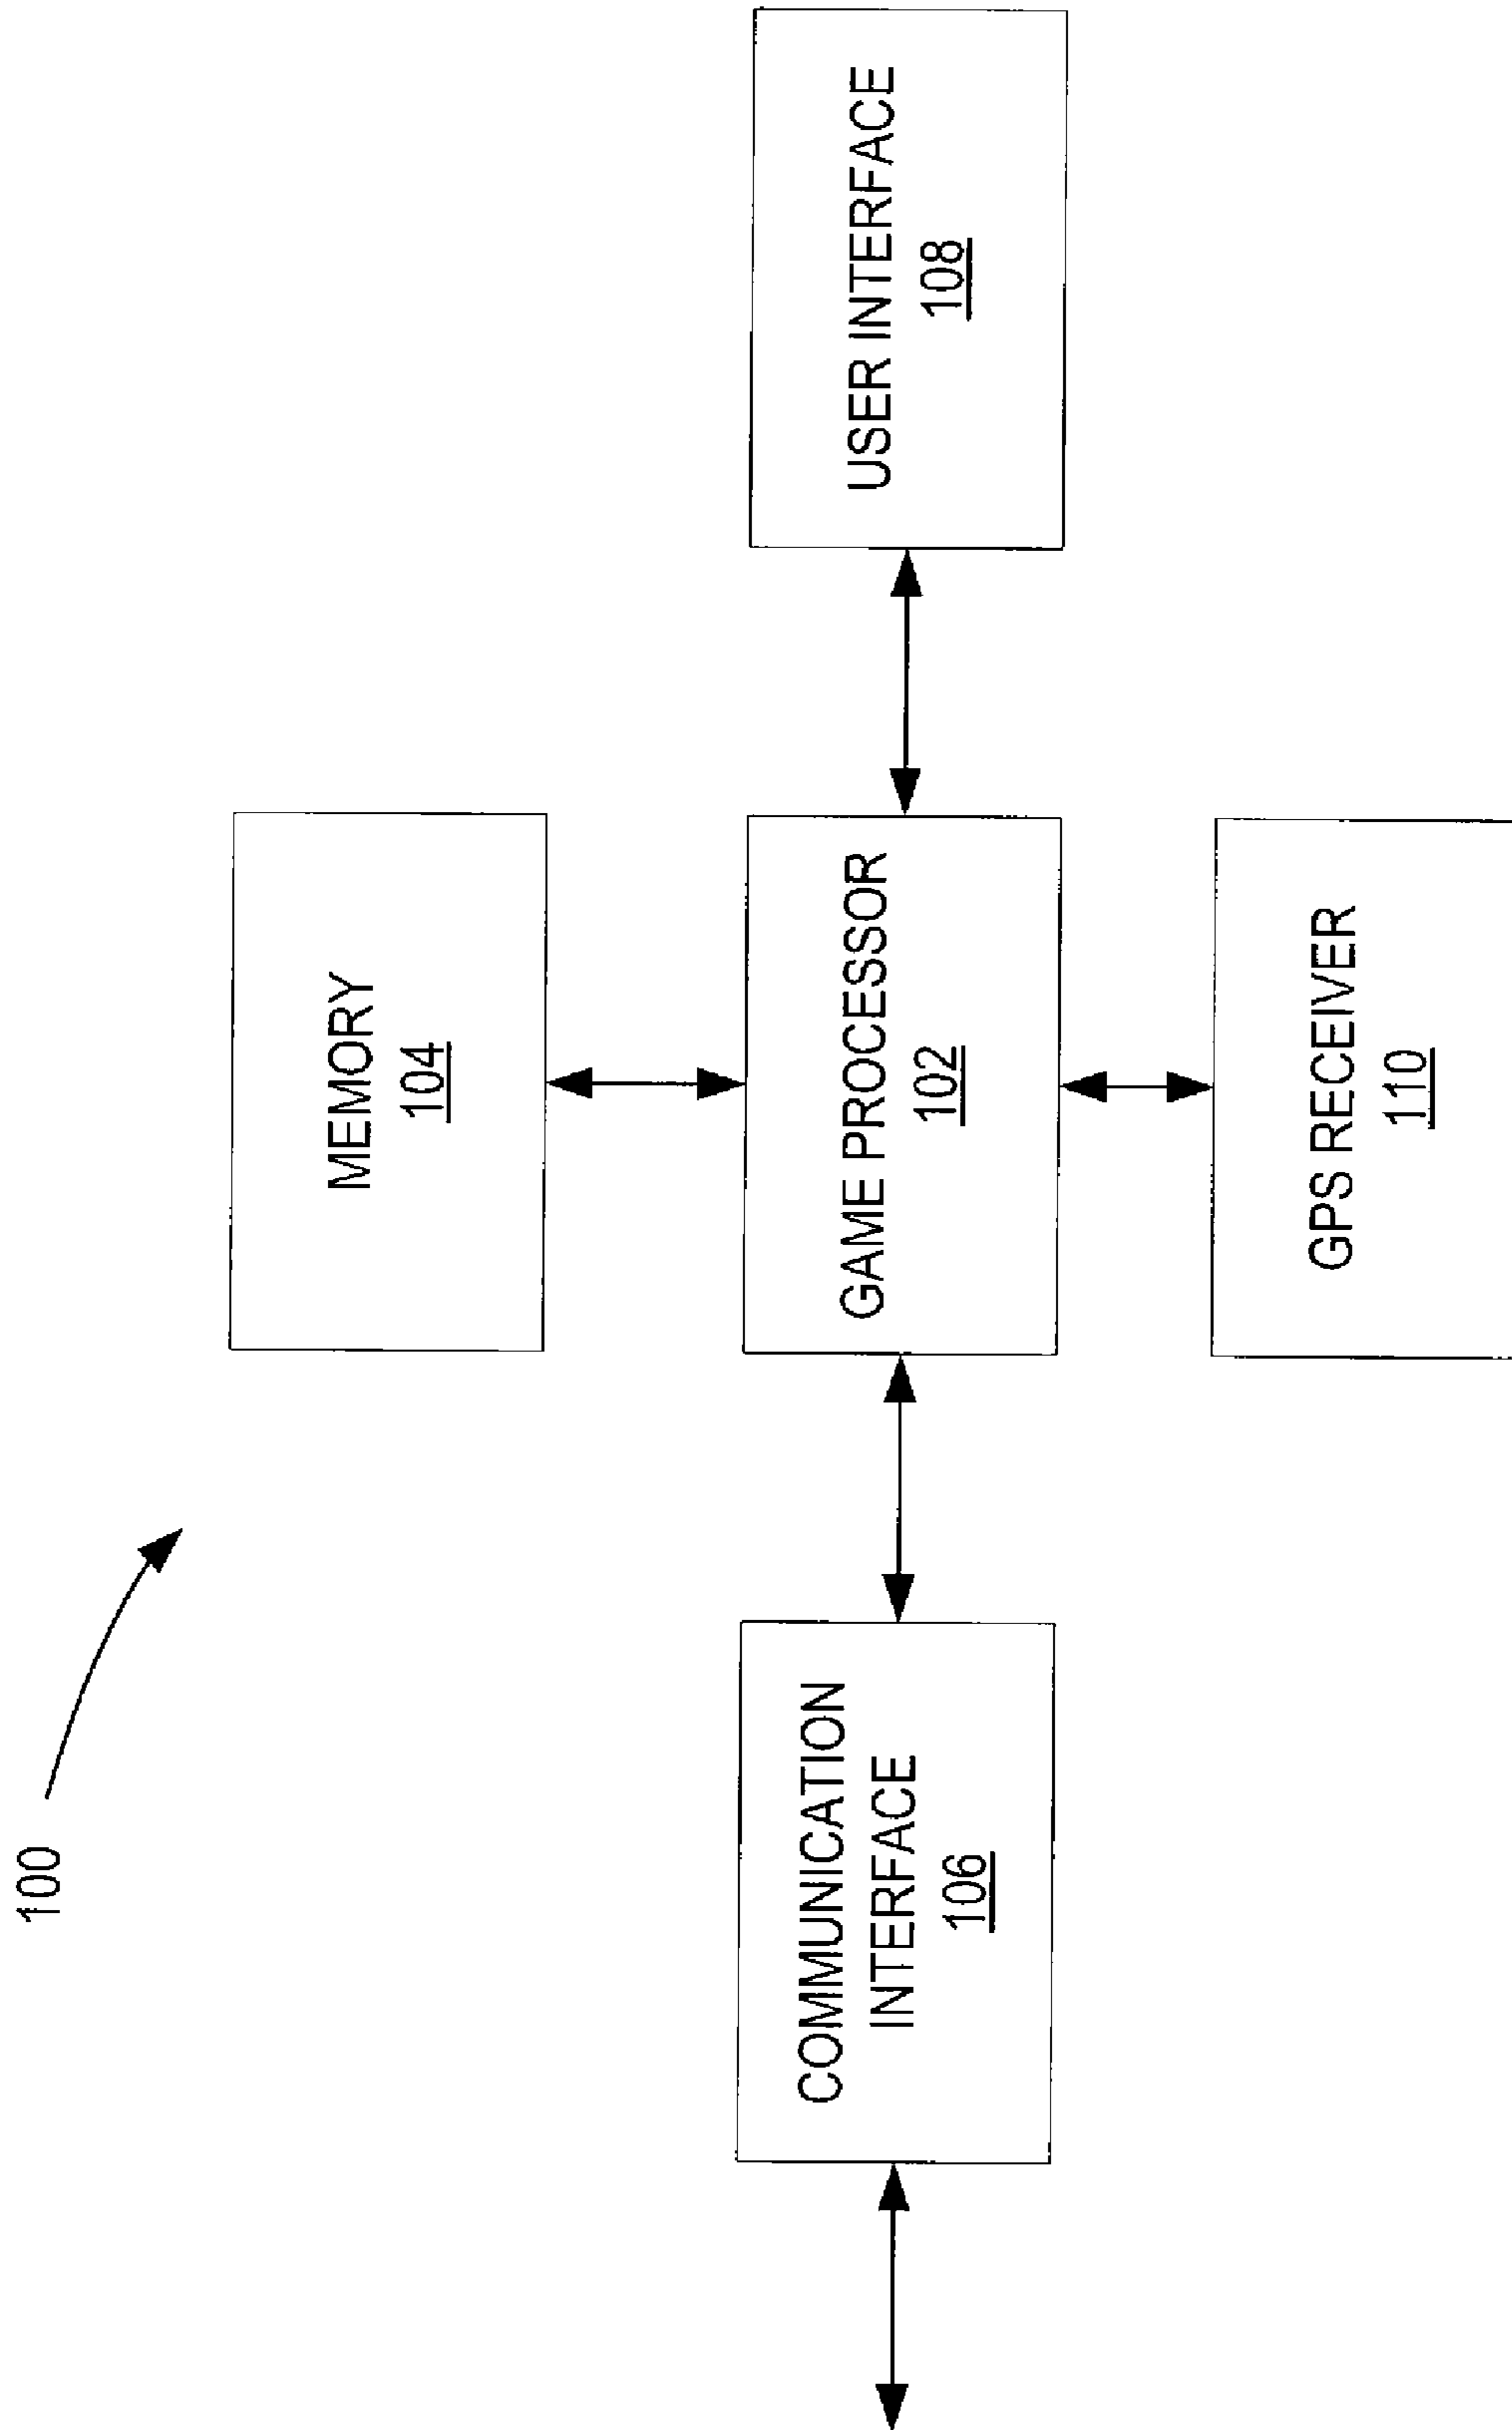 100
MEMORY
104
COMMUNICATION
INTERFACE
106
GAME PROCESSOR
102
USER INTERFACE
108
GPS RECEIVER
110